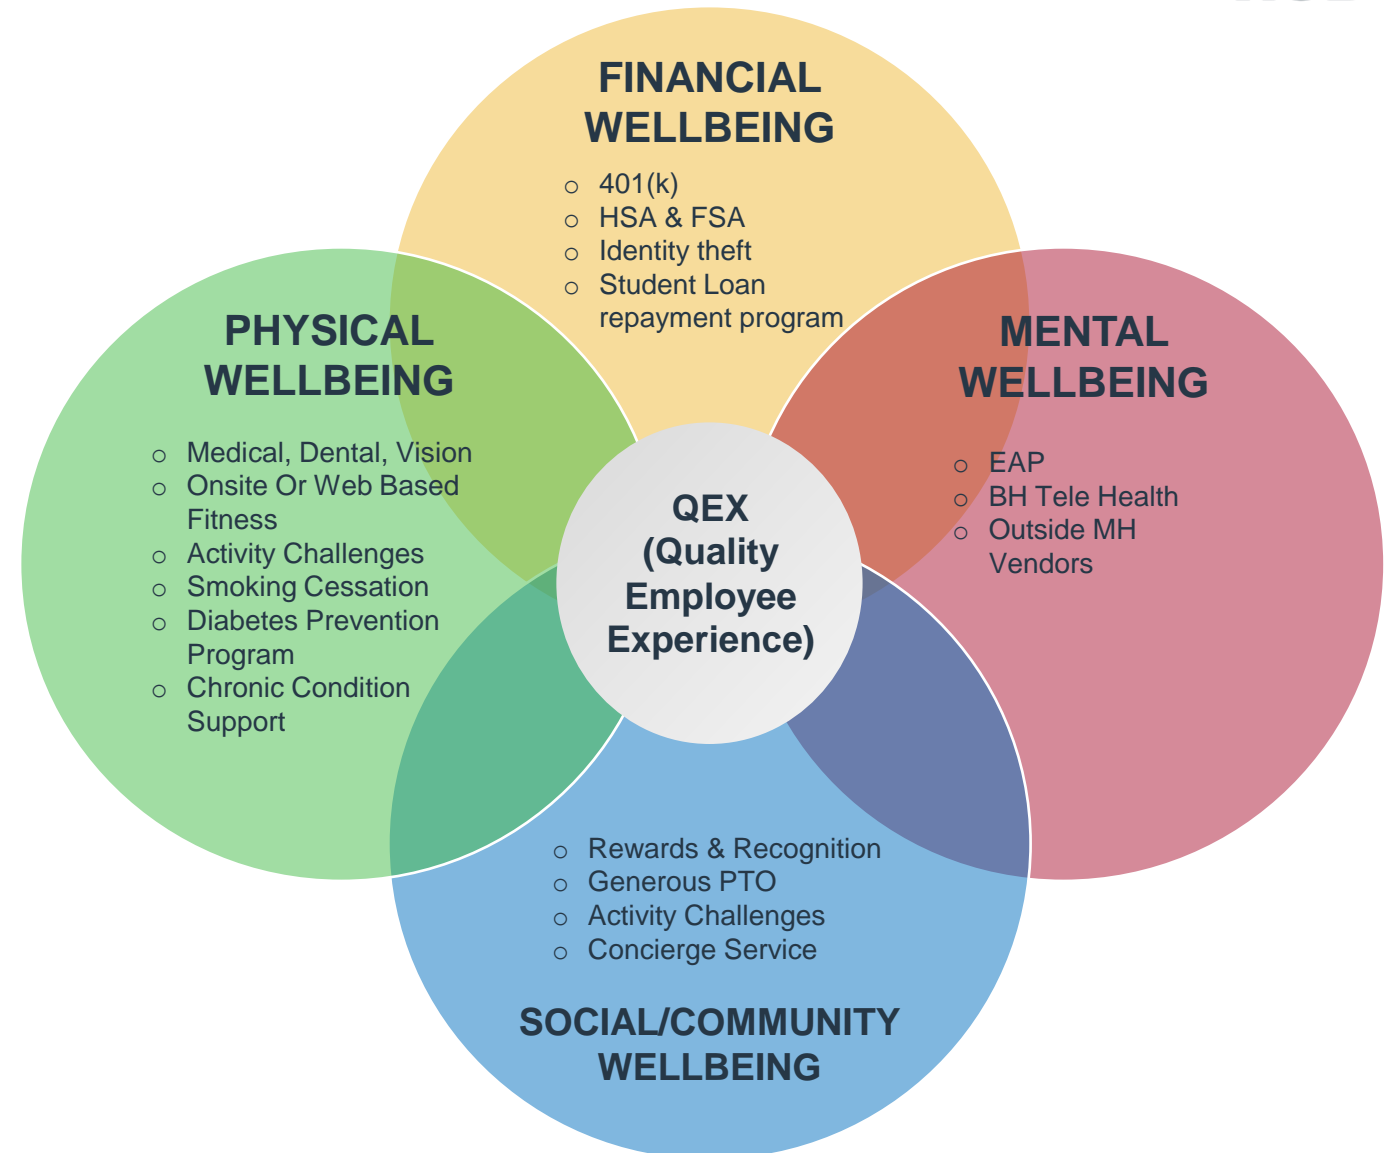 FINANCIAL
WELLBEING
o 401(k)
o HSA & FSA
o Identity theft
o Student Loan
repayment program
PHYSICAL
WELLBEING
o Medical, Dental, Vision
o Onsite Or Web Based
Fitness
o Activity Challenges
o Smoking Cessation
o Diabetes Prevention
Program
o Chronic Condition
Support
QEX
(Quality
Employee
Experience)
MENTAL
WELLBEING
o EAP
o BH Tele Health
o Outside MH
Vendors
o Rewards & Recognition
o Generous PTO
o Activity Challenges
o Concierge Service
SOCIAL/COMMUNITY
WELLBEING